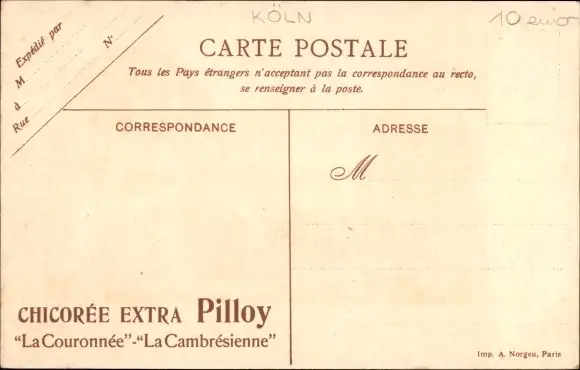 KÖLN
10 euro
Expédié par
M
N°
à
Rue
CARTE POSTALE
Tous les Pays étrangers n'acceptent pas la correspondance au recto,
se renseigner à la poste.
CORRESPONDANCE
ADRESSE
M
CHICORÉE EXTRA Pilloy
"La Couronnée"-"La Cambrésienne"
Imp. A. Norgeu, Paris